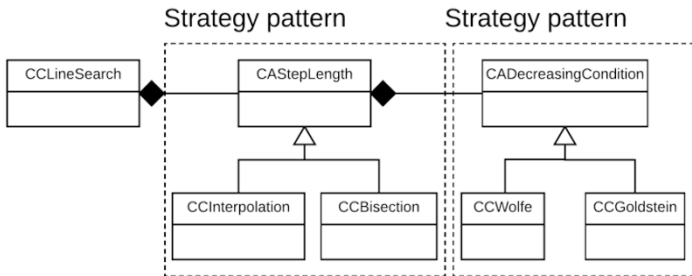 Strategy pattern
Strategy pattern
CCLineSearch
CAStepLength
CADecreasingCondition
CCInterpolation
CCBisection
CCWolfe
CCGoldstein